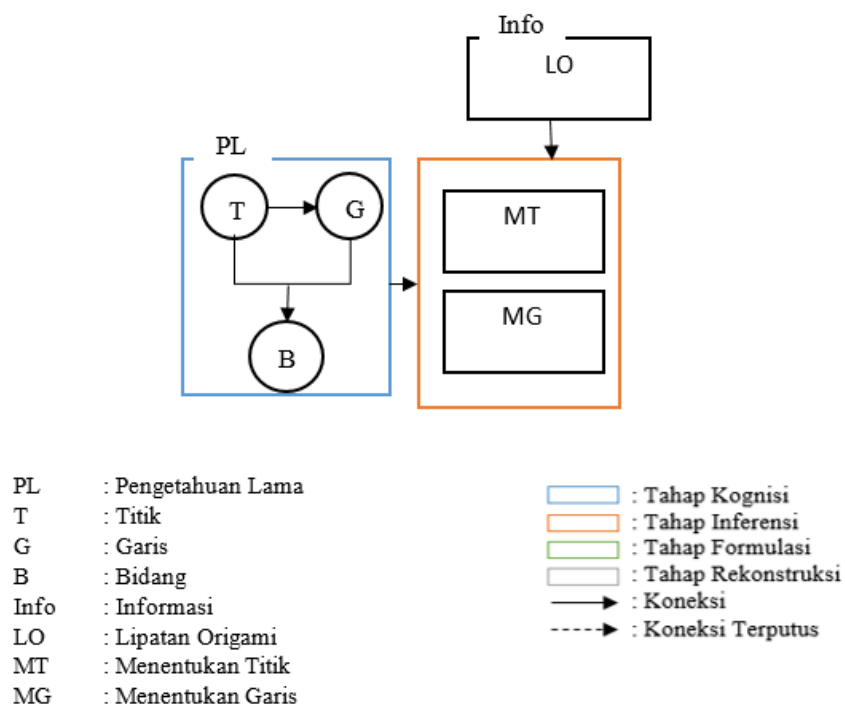 Info
LO
PL
T
G
MT
MG
B
PL : Pengetahuan Lama
T : Titik
G : Garis
B : Bidang
Info : Informasi
LO : Lipatan Origami
MT : Menentukan Titik
MG : Menentukan Garis
: Tahap Kognisi
: Tahap Inferensi
: Tahap Formulasi
: Tahap Rekonstruksi
: Koneksi
: Koneksi Terputus